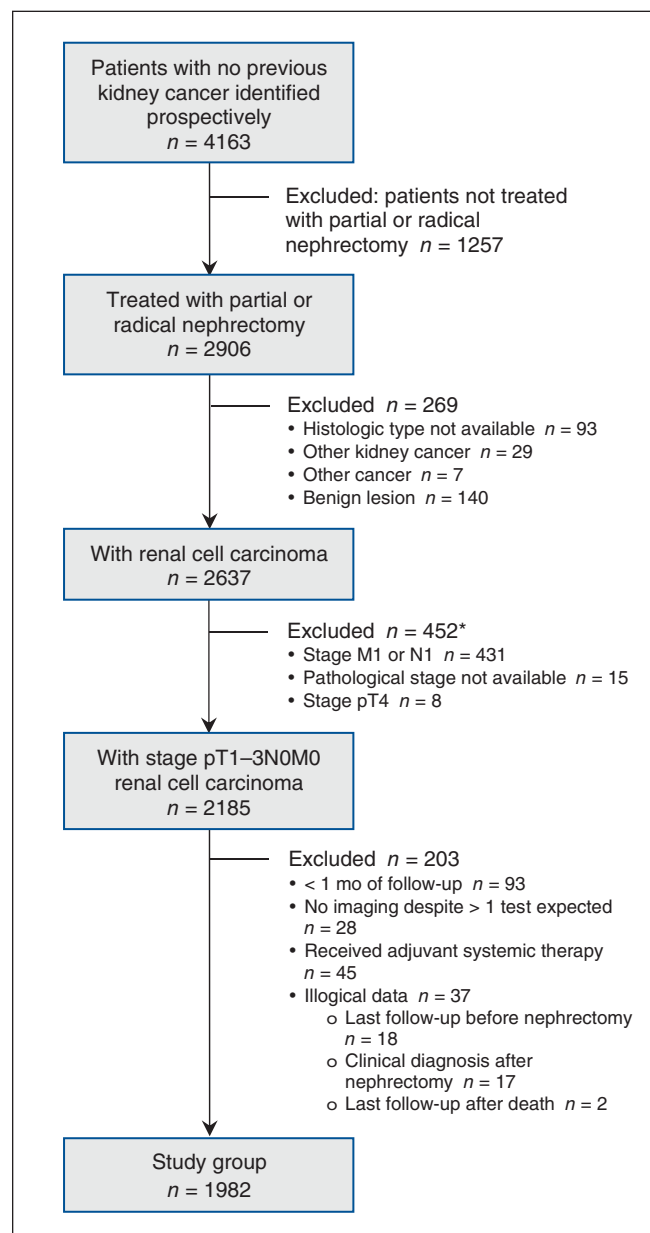 Patients with no previous
kidney cancer identified
prospectively
n = 4163
Excluded: patients not treated
with partial or radical
nephrectomy n = 1257
Treated with partial or
radical nephrectomy
n = 2906
Excluded n = 269
• Histologic type not available n = 93
• Other kidney cancer n = 29
• Other cancer n = 7
• Benign lesion n = 140
With renal cell carcinoma
n = 2637
Excluded n = 452*
• Stage M1 or N1 n = 431
• Pathological stage not available n = 15
• Stage pT4 n = 8
With stage pT1–3N0M0
renal cell carcinoma
n = 2185
Excluded n = 203
• < 1 mo of follow-up n = 93
• No imaging despite > 1 test expected
n = 28
• Received adjuvant systemic therapy
n = 45
• Illogical data n = 37
o Last follow-up before nephrectomy
n = 18
o Clinical diagnosis after
nephrectomy n = 17
o Last follow-up after death n = 2
Study group
n = 1982